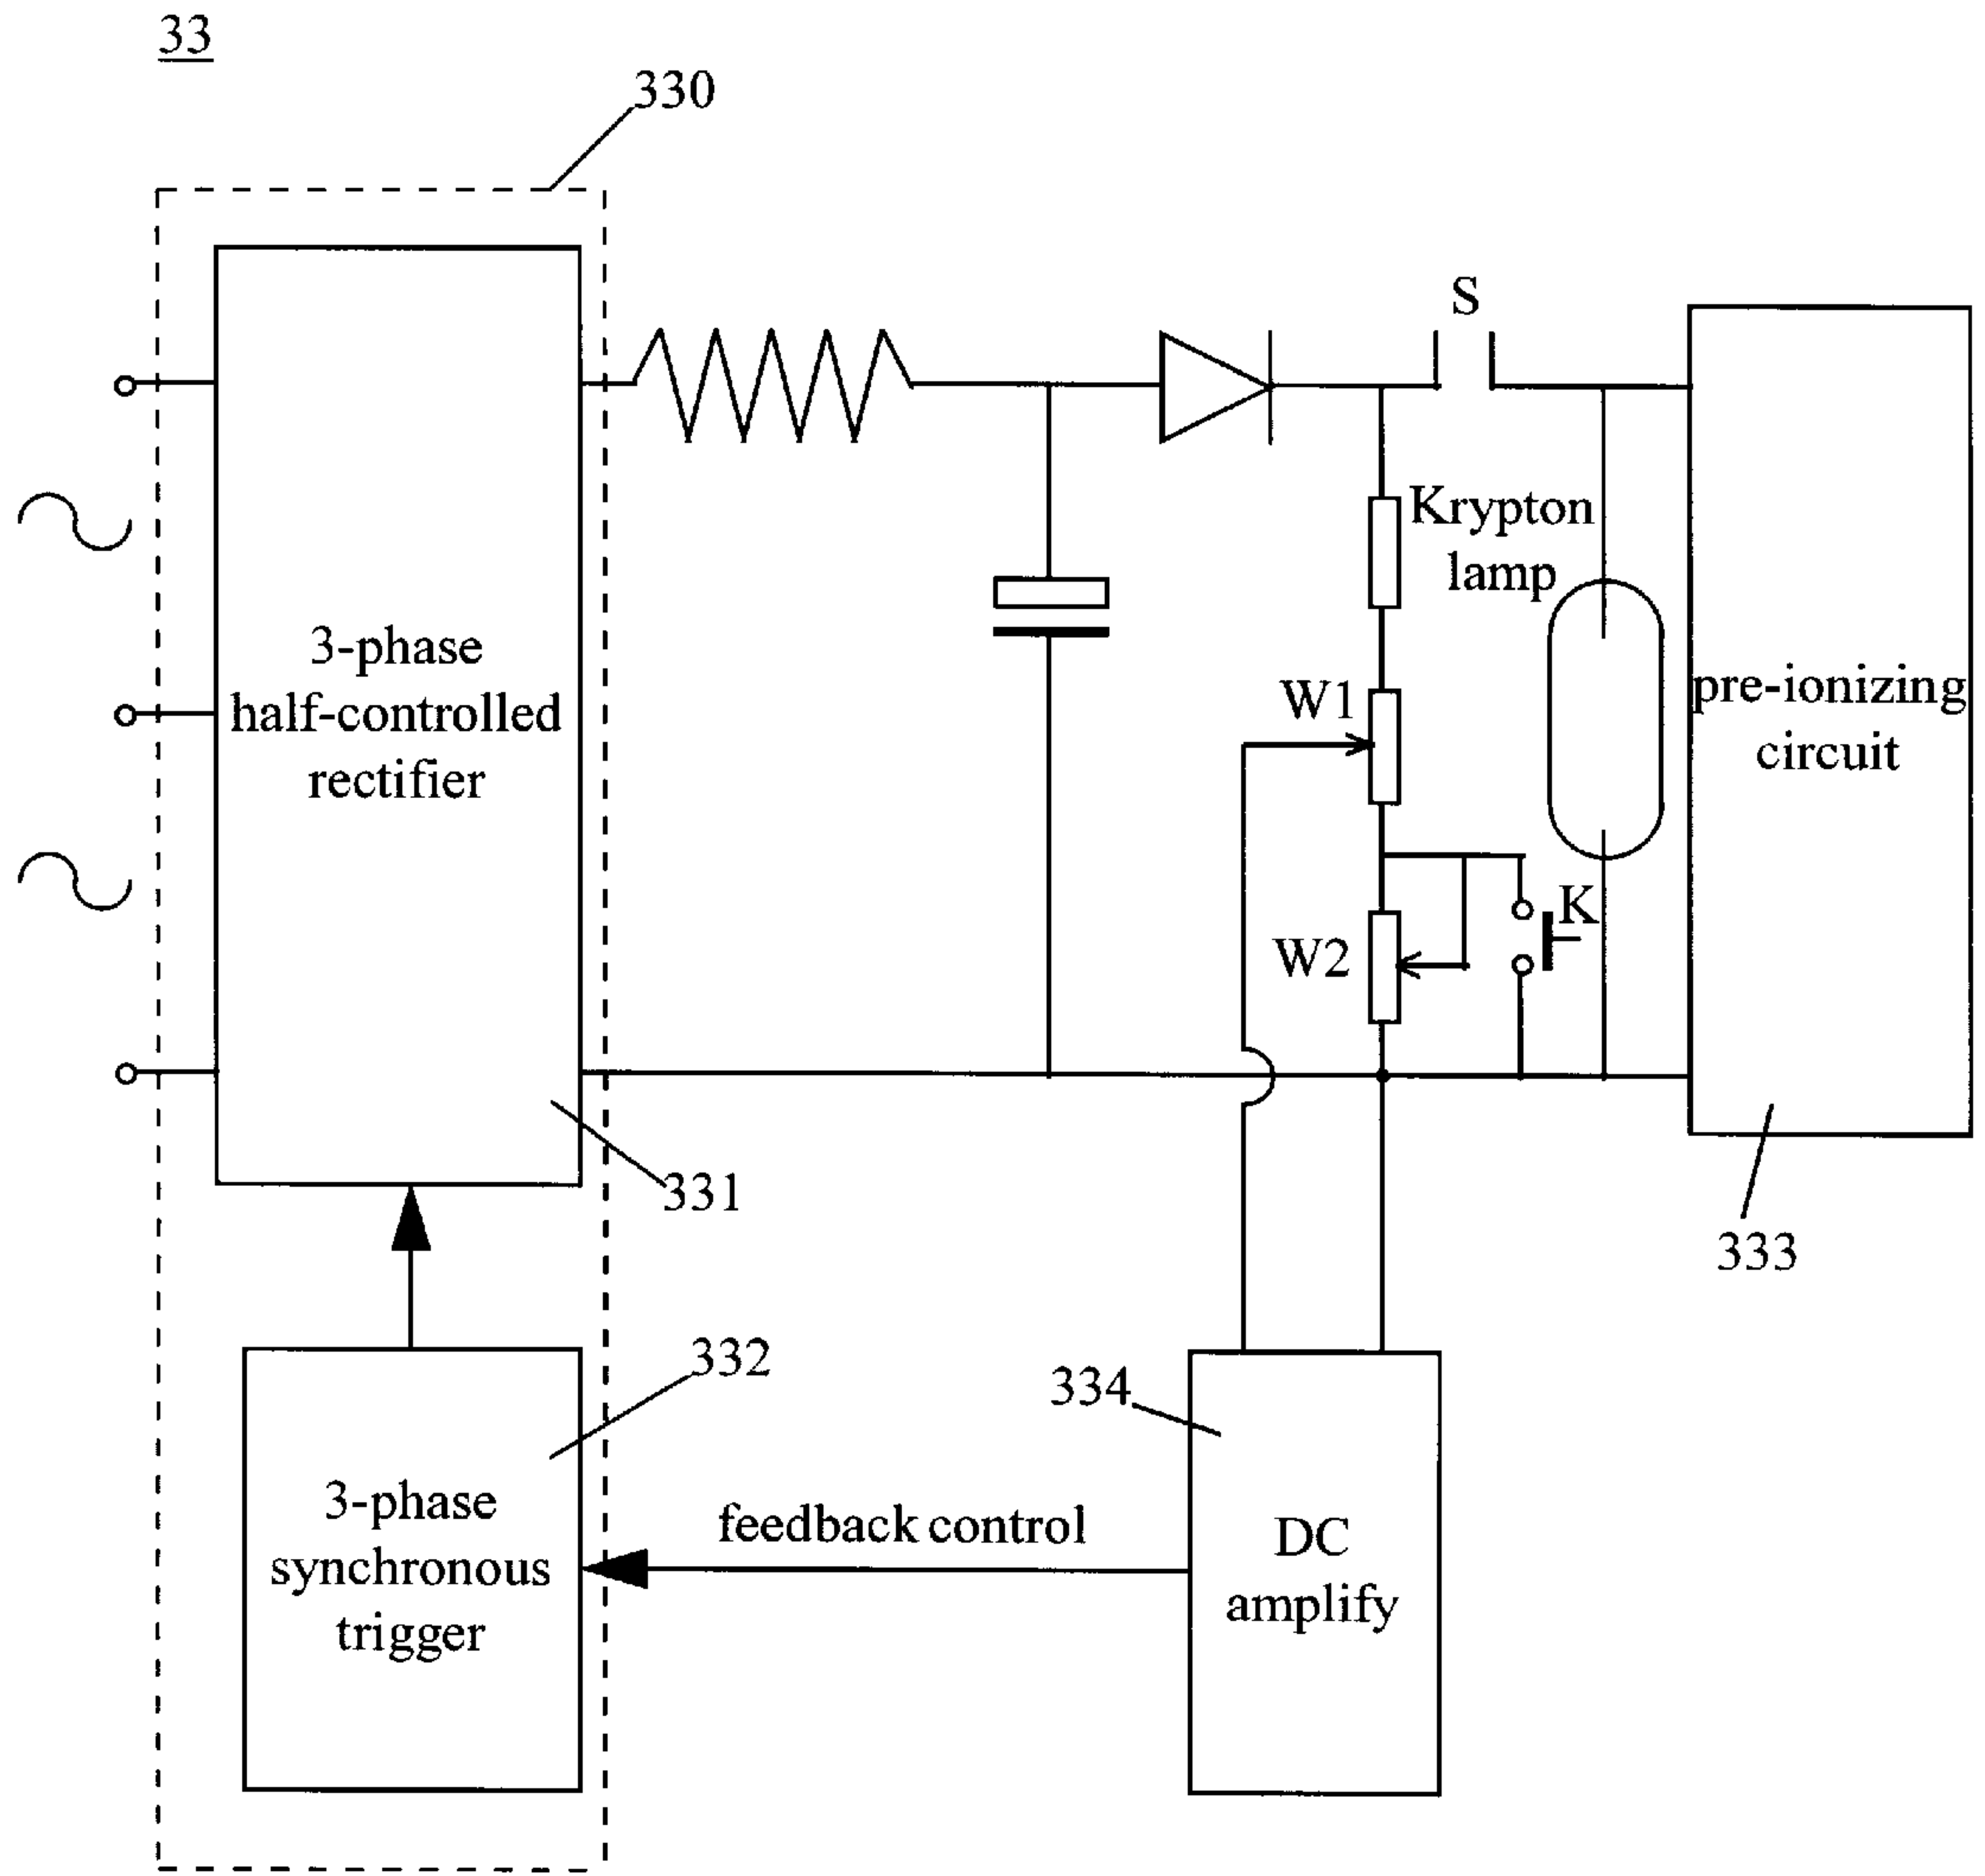 33
330
S
Krypton
lamp
3-phase
half-controlled
rectifier
W1
pre-ionizing
circuit
K
W2
331
333
332
334
3-phase
synchronous
trigger
feedback control
DC
amplify